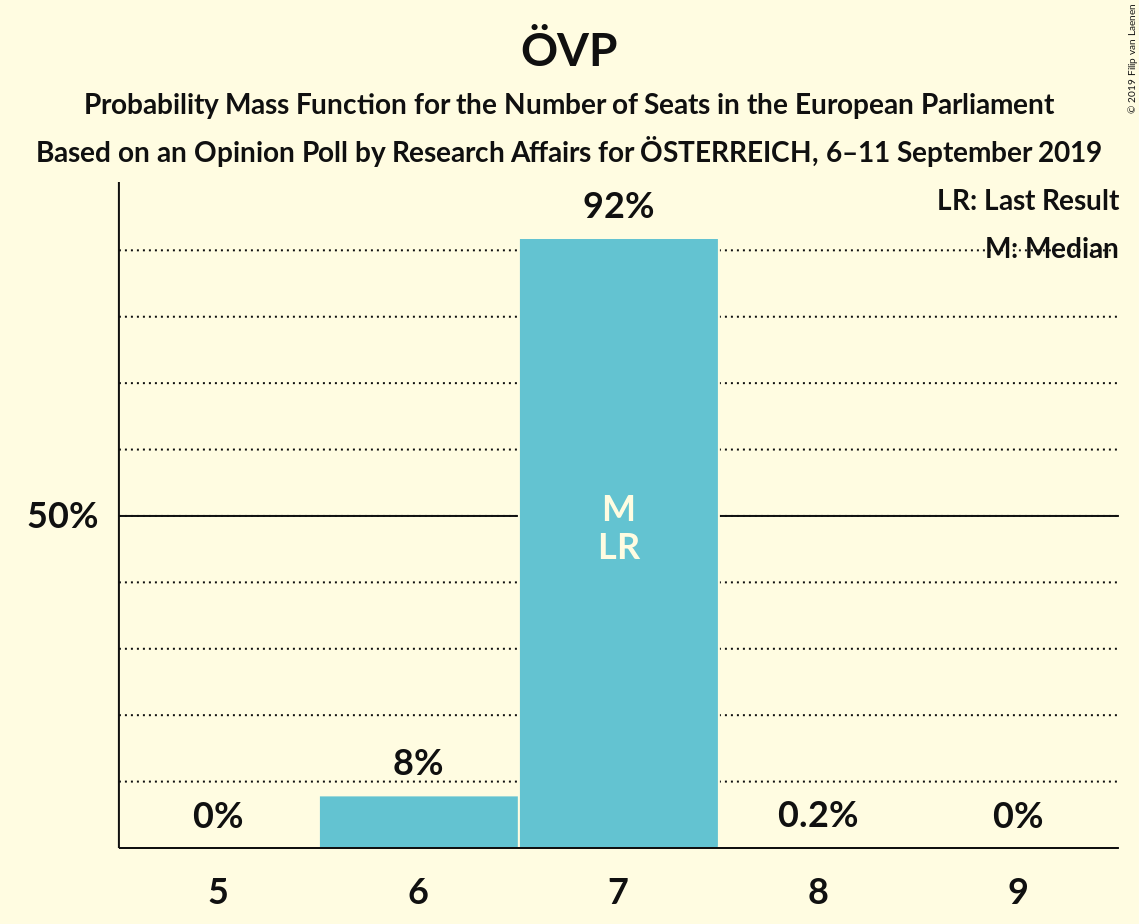 ÖVP
Probability Mass Function for the Number of Seats in the European Parliament
Based on an Opinion Poll by Research Affairs for ÖSTERREICH, 6–11 September 2019
© 2019 Filip van Laenen
LR: Last Result
M: Median
92%
50%
M
LR
8%
0%
0.2%
0%
5
6
7
8
9